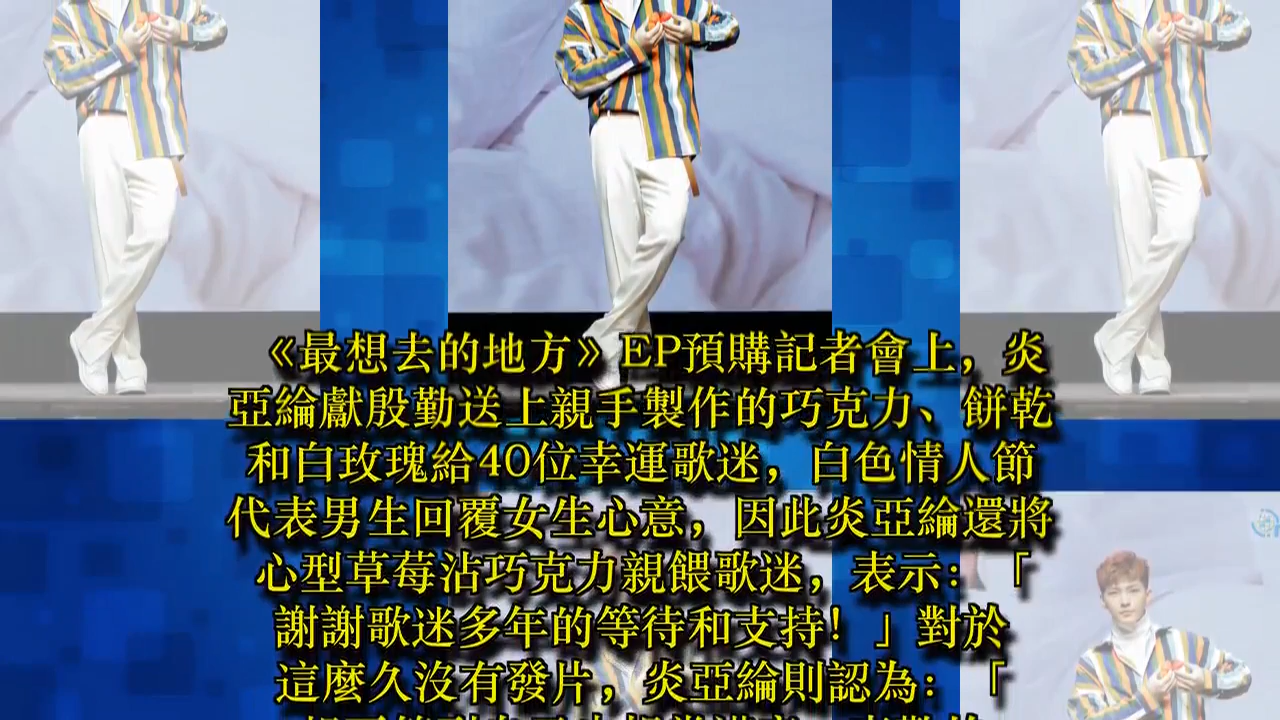 《最想去的地方》EP預購記者會上，炎
亞綸獻殷勤送上親手製作的巧克力、餅乾
和白玫瑰給40位幸運歌迷，白色情人節
代表男生回覆女生心意，因此炎亞綸還將
心型草莓沾巧克力親餵歌迷，表示：「
謝謝歌迷多年的等待和支持！」對於
這麼久沒有發片，炎亞綸則認為：「